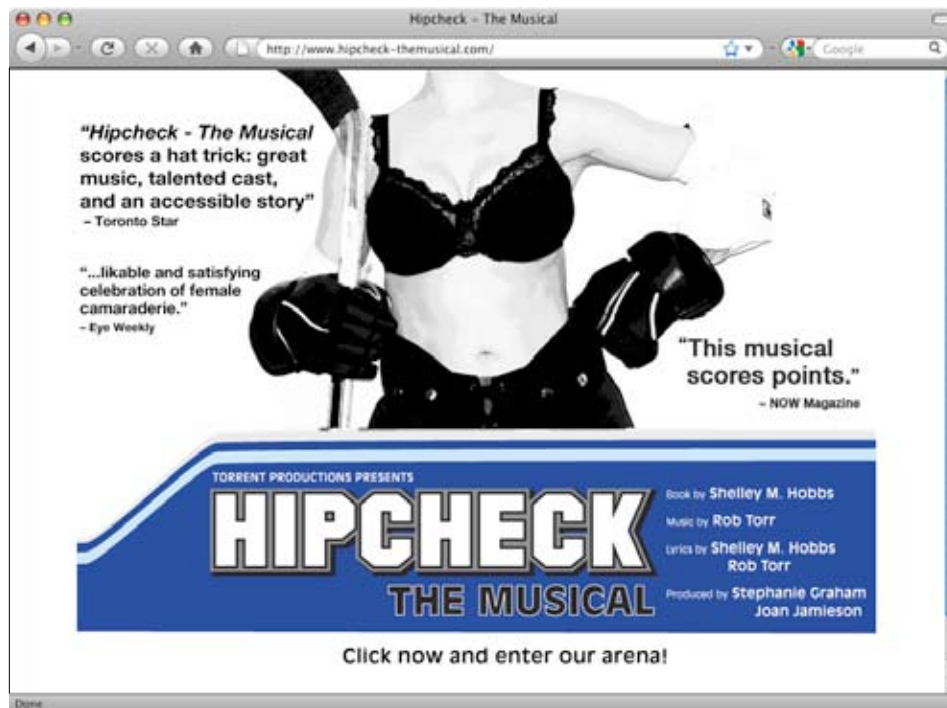 Hipcheck – The Musical
http://www.hipcheck-themusical.com/
Google
"Hipcheck - The Musical
scores a hat trick: great
music, talented cast,
and an accessible story"
– Toronto Star
"...likable and satisfying
celebration of female
camaraderie."
– Eye Weekly
"This musical
scores points."
– NOW Magazine
TORRENT PRODUCTIONS PRESENTS
HIPCHECK
THE MUSICAL
Book by Shelley M. Hobbs
Music by Rob Torr
Lyrics by Shelley M. Hobbs
Rob Torr
Produced by Stephanie Graham
Joan Jamieson
Click now and enter our arena!
Done